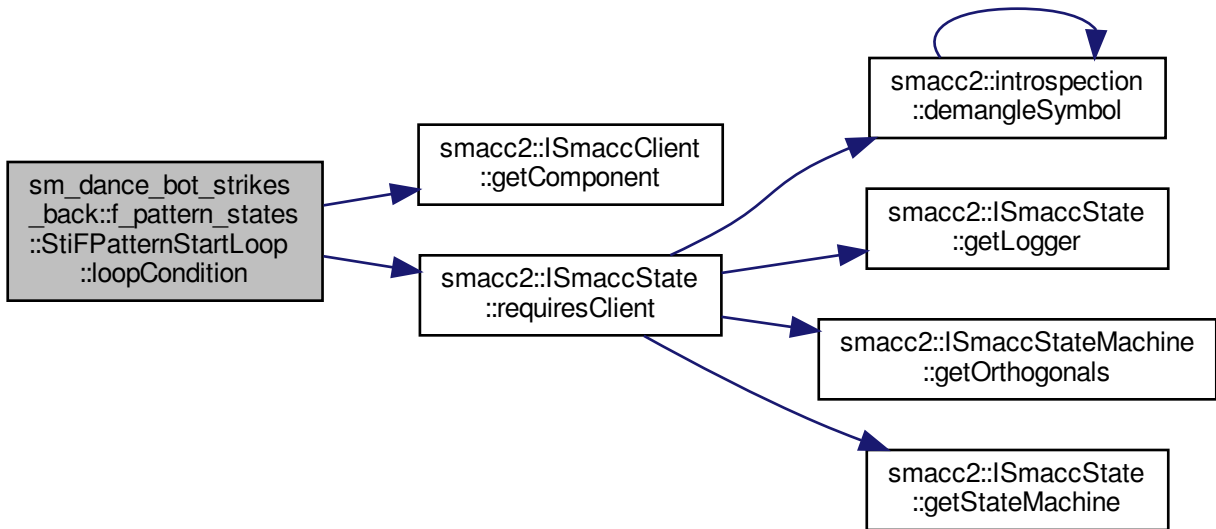 sm_dance_bot_strikes
_back::f_pattern_states
::StiFPatternStartLoop
::loopCondition
smacc2::ISmaccClient
::getComponent
smacc2::ISmaccState
::requiresClient
smacc2::introspection
::demangleSymbol
smacc2::ISmaccState
::getLogger
smacc2::ISmaccStateMachine
::getOrthogonals
smacc2::ISmaccState
::getStateMachine